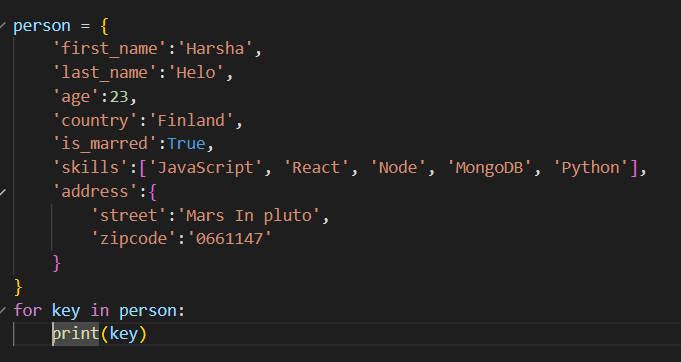 person = {
    'first_name':'Harsha',
    'last_name':'Helo',
    'age':23,
    'country':'Finland',
    'is_marred':True,
    'skills':['JavaScript', 'React', 'Node', 'MongoDB', 'Python'],
    'address':{
        'street':'Mars In pluto',
        'zipcode':'0661147'
    }
}
for key in person:
    print(key)